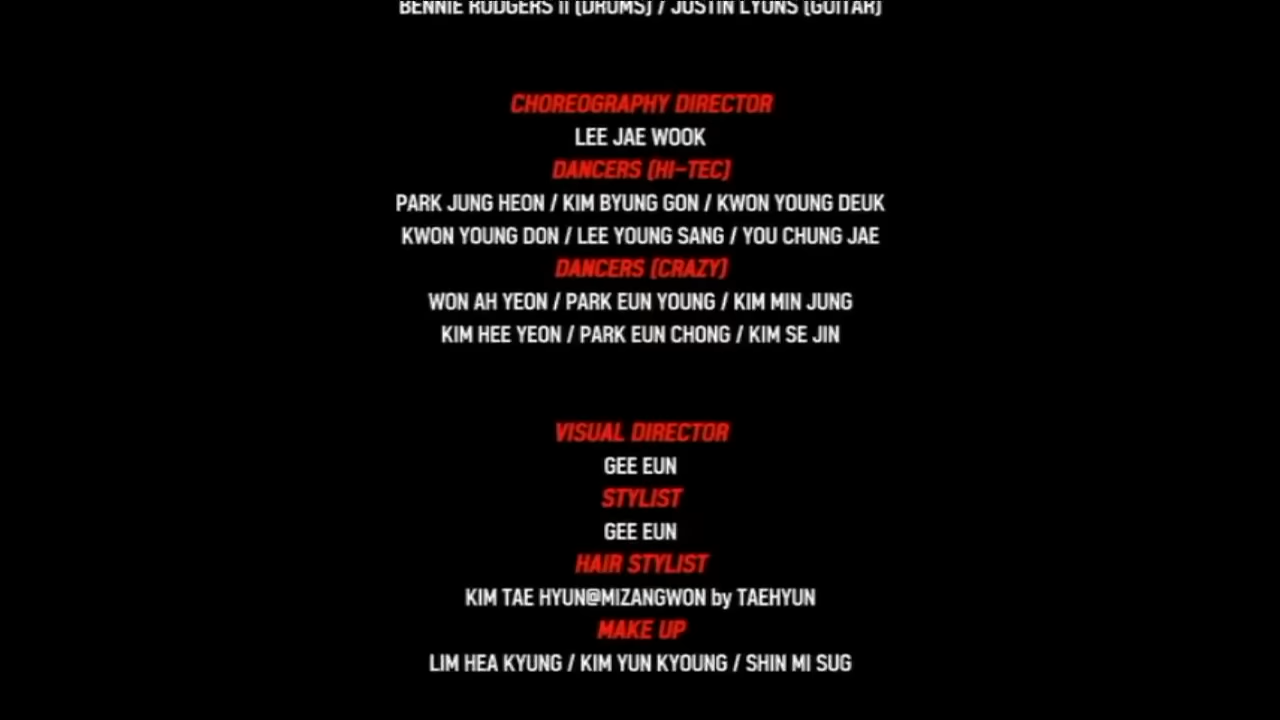 BENNIE RODGERS II (DRUMS) / JUSTIN LYONS (GUITAR)
CHOREOGRAPHY DIRECTOR
LEE JAE WOOK
DANCERS (HI-TEC)
PARK JUNG HEON / KIM BYUNG GON / KWON YOUNG DEUK
KWON YOUNG DON / LEE YOUNG SANG / YOU CHUNG JAE
DANCERS (CRAZY)
WON AH YEON / PARK EUN YOUNG / KIM MIN JUNG
KIM HEE YEON / PARK EUN CHONG / KIM SE JIN
VISUAL DIRECTOR
GEE EUN
STYLIST
GEE EUN
HAIR STYLIST
KIM TAE HYUN@MIZANGWON by TAEHYUN
MAKE UP
LIM HEA KYUNG / KIM YUN KYOUNG / SHIN MI SUG